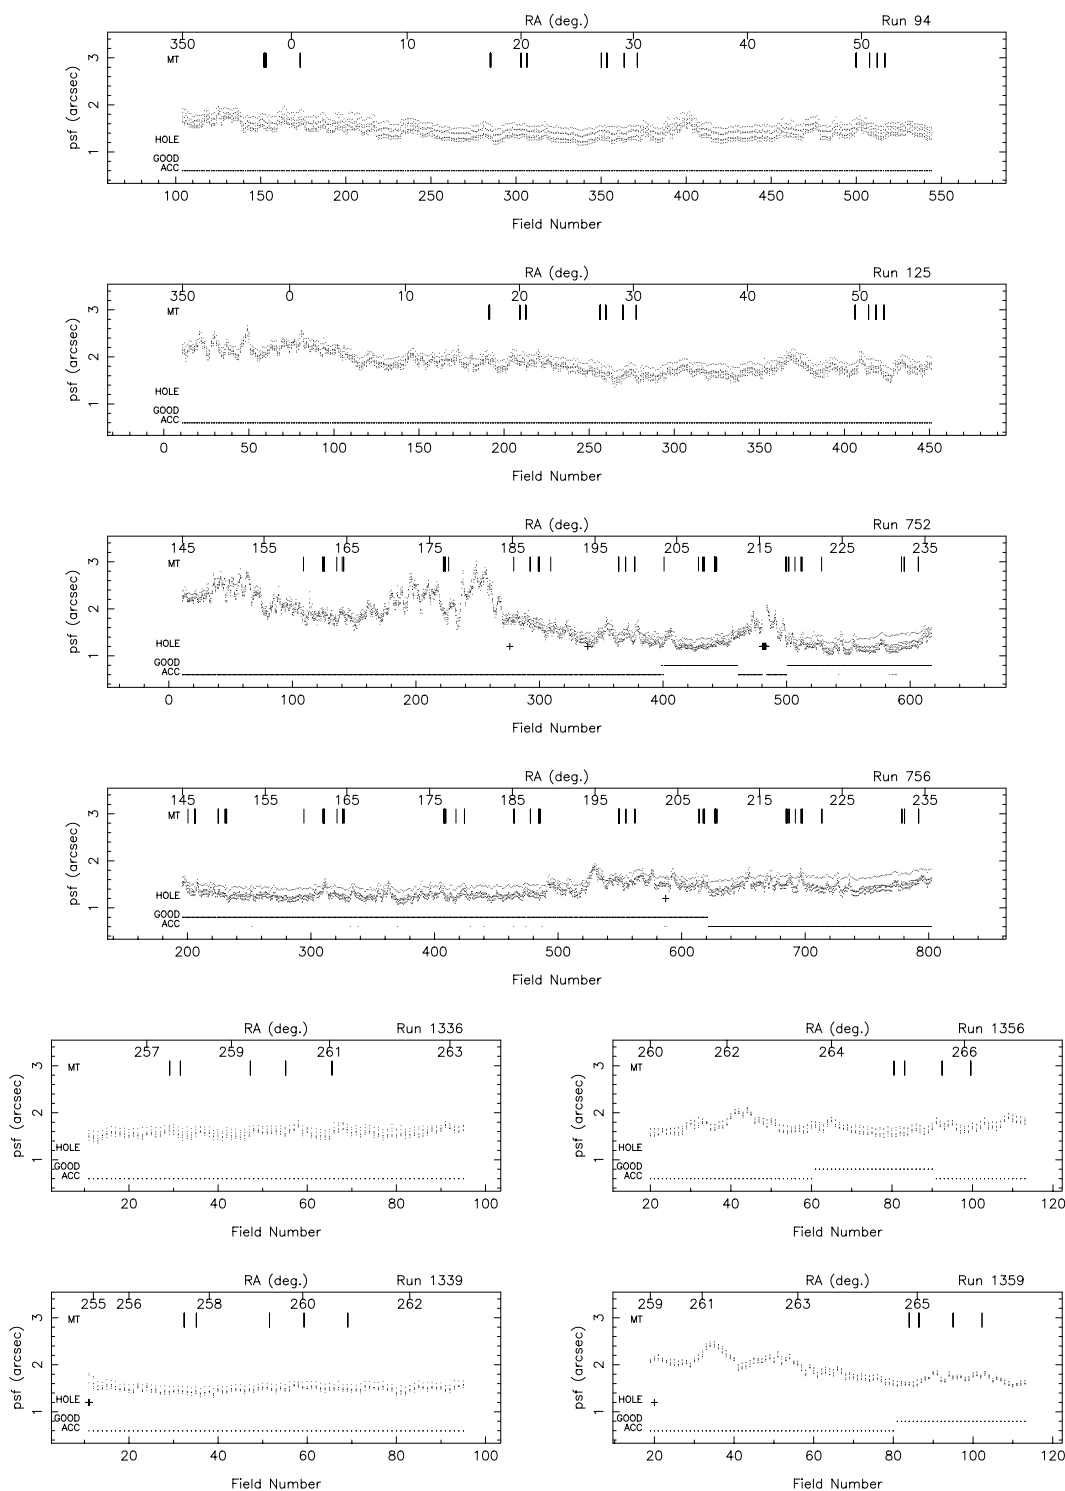 RA (deg.) Run 94
350 0 10 20 30 40 50
MT
HOLE
GOOD
ACC
psf (arcsec)
1 2 3
100 150 200 250 300 350 400 450 500 550
Field Number
RA (deg.) Run 125
350 0 10 20 30 40 50
MT
HOLE
GOOD
ACC
psf (arcsec)
1 2 3
0 50 100 150 200 250 300 350 400 450
Field Number
RA (deg.) Run 752
145 155 165 175 185 195 205 215 225 235
MT
HOLE
GOOD
ACC
psf (arcsec)
1 2 3
0 100 200 300 400 500 600
Field Number
RA (deg.) Run 756
145 155 165 175 185 195 205 215 225 235
MT
HOLE
GOOD
ACC
psf (arcsec)
1 2 3
200 300 400 500 600 700 800
Field Number
RA (deg.) Run 1336
257 259 261 263
MT
HOLE
GOOD
ACC
psf (arcsec)
1 2 3
20 40 60 80 100
Field Number
RA (deg.) Run 1356
260 262 264 266
MT
HOLE
GOOD
ACC
psf (arcsec)
1 2 3
20 40 60 80 100 120
Field Number
RA (deg.) Run 1339
255 256 258 260 262
MT
HOLE
GOOD
ACC
psf (arcsec)
1 2 3
20 40 60 80 100
Field Number
RA (deg.) Run 1359
259 261 263 265
MT
HOLE
GOOD
ACC
psf (arcsec)
1 2 3
20 40 60 80 100 120
Field Number